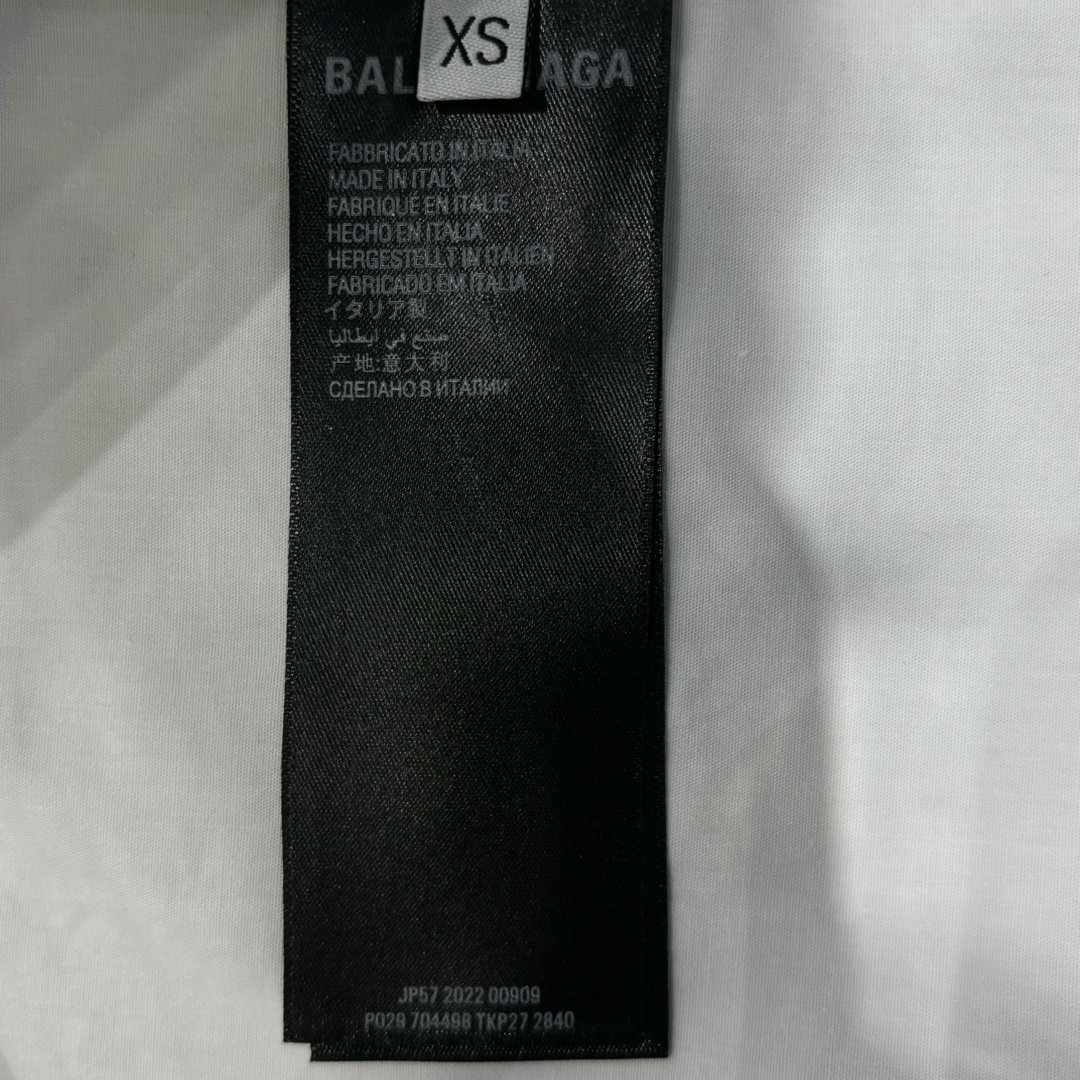 XS
BAL AGA
FABBRICATO IN ITALIA
MADE IN ITALY
FABRIQUE EN ITALIE
HECHO EN ITALIA
HERGESTELLT IN ITALIEN
FABRICADO EM ITALIA
イタリア製
صنع في ايطاليا
产地:意大利
СДЕЛАНО В ИТАЛИИ
JP57 2022 00909
P029 704498 TKP27 2840